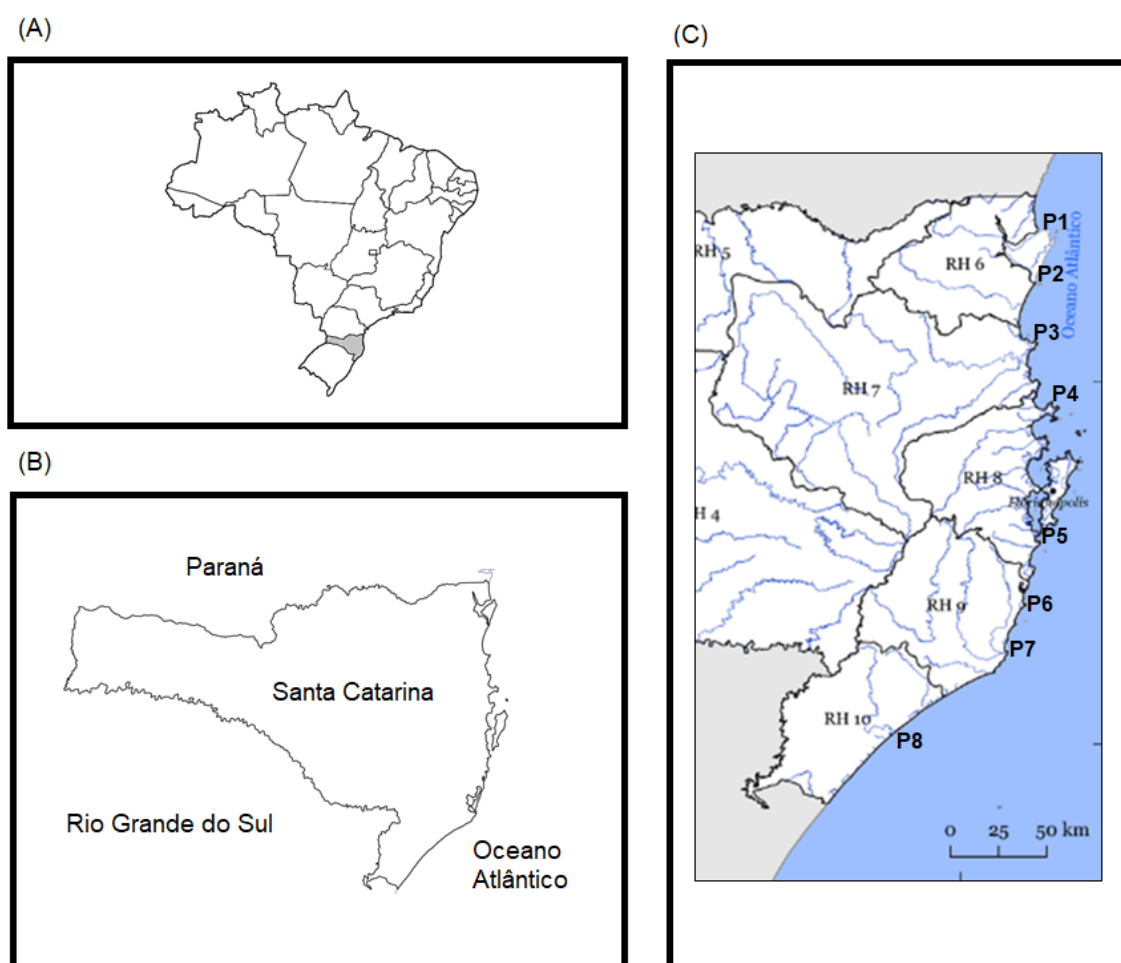 (A)
(B)
Paraná
Santa Catarina
Rio Grande do Sul
Oceano
Atlântico
(C)
P1
RH 5
RH 6
Oceano Atlântico
P2
P3
RH 7
P4
RH 8
Florianópolis
H 4
P5
RH 9
P6
P7
RH 10
P8
0 25 50 km